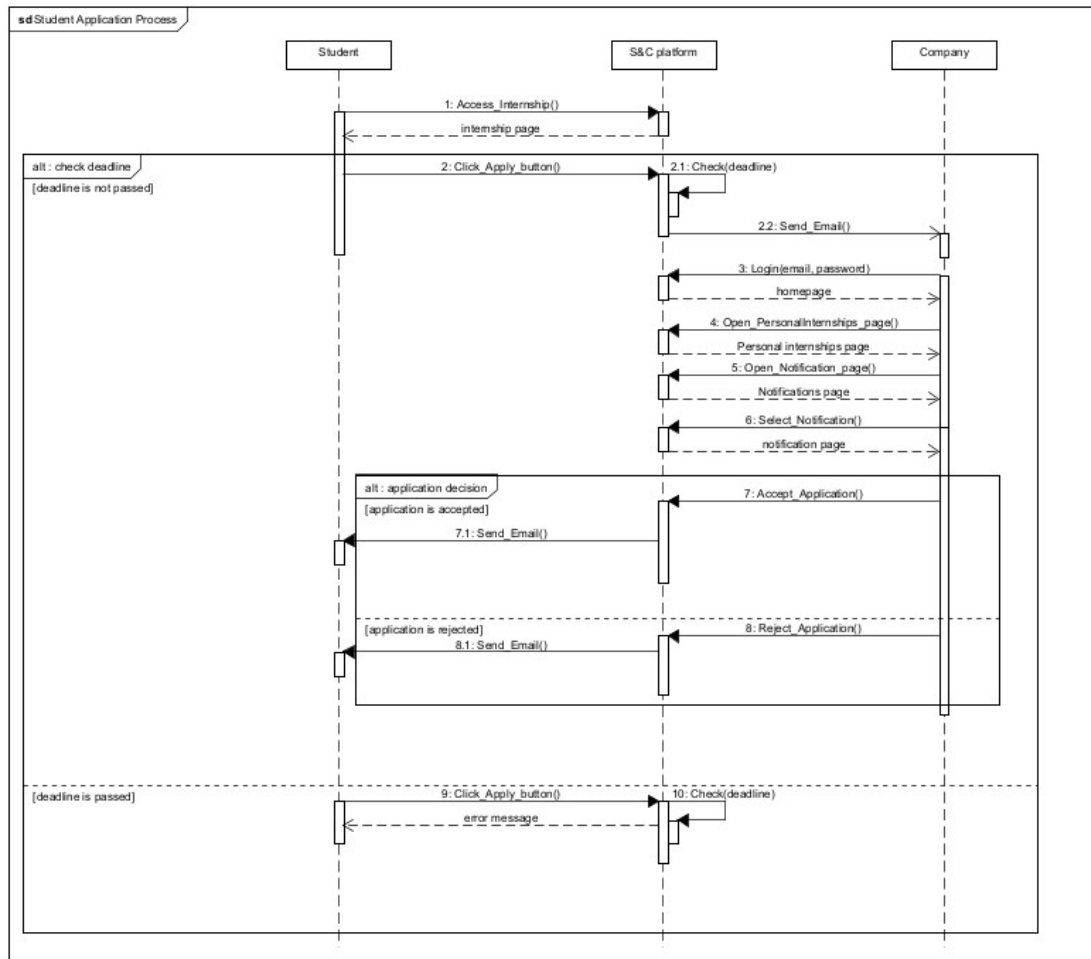 sd Student Application Process
Student
S&C platform
Company
1: Access_Internship()
internship page
alt : check deadline
[deadline is not passed]
2: Click_Apply_button()
2.1: Check(deadline)
2.2: Send_Email()
3: Login(email, password)
homepage
4: Open_PersonalInternships_page()
Personal internships page
5: Open_Notification_page()
Notifications page
6: Select_Notification()
notification page
alt : application decision
[application is accepted]
7: Accept_Application()
7.1: Send_Email()
[application is rejected]
8: Reject_Application()
8.1: Send_Email()
[deadline is passed]
9: Click_Apply_button()
10: Check(deadline)
error message